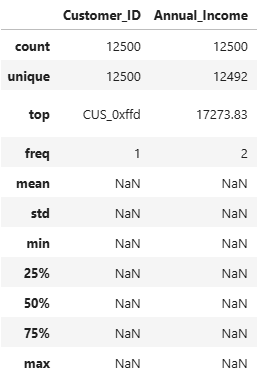 Customer_ID Annual_Income
count 12500 12500
unique 12500 12492
top CUS_0xffd 17273.83
freq 1 2
mean NaN NaN
std NaN NaN
min NaN NaN
25% NaN NaN
50% NaN NaN
75% NaN NaN
max NaN NaN